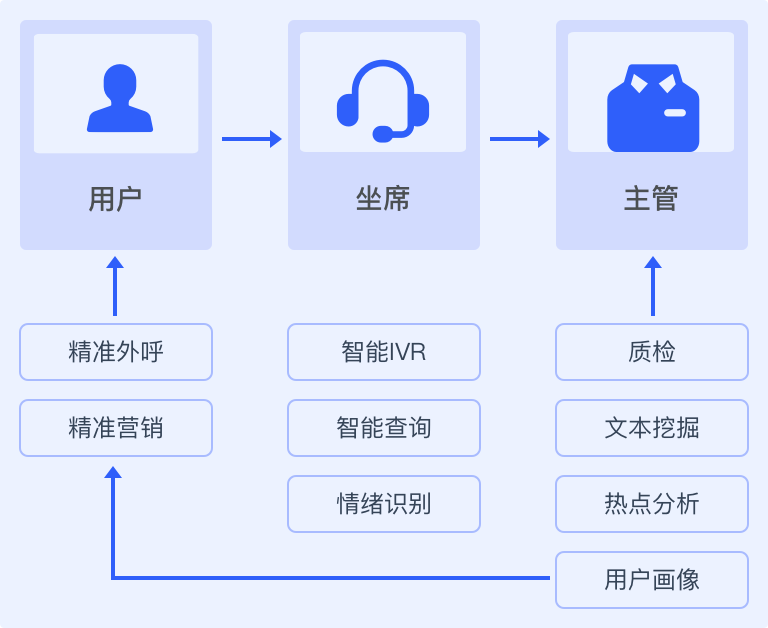 用户
坐席
主管
精准外呼
智能IVR
质检
精准营销
智能查询
文本挖掘
情绪识别
热点分析
用户画像